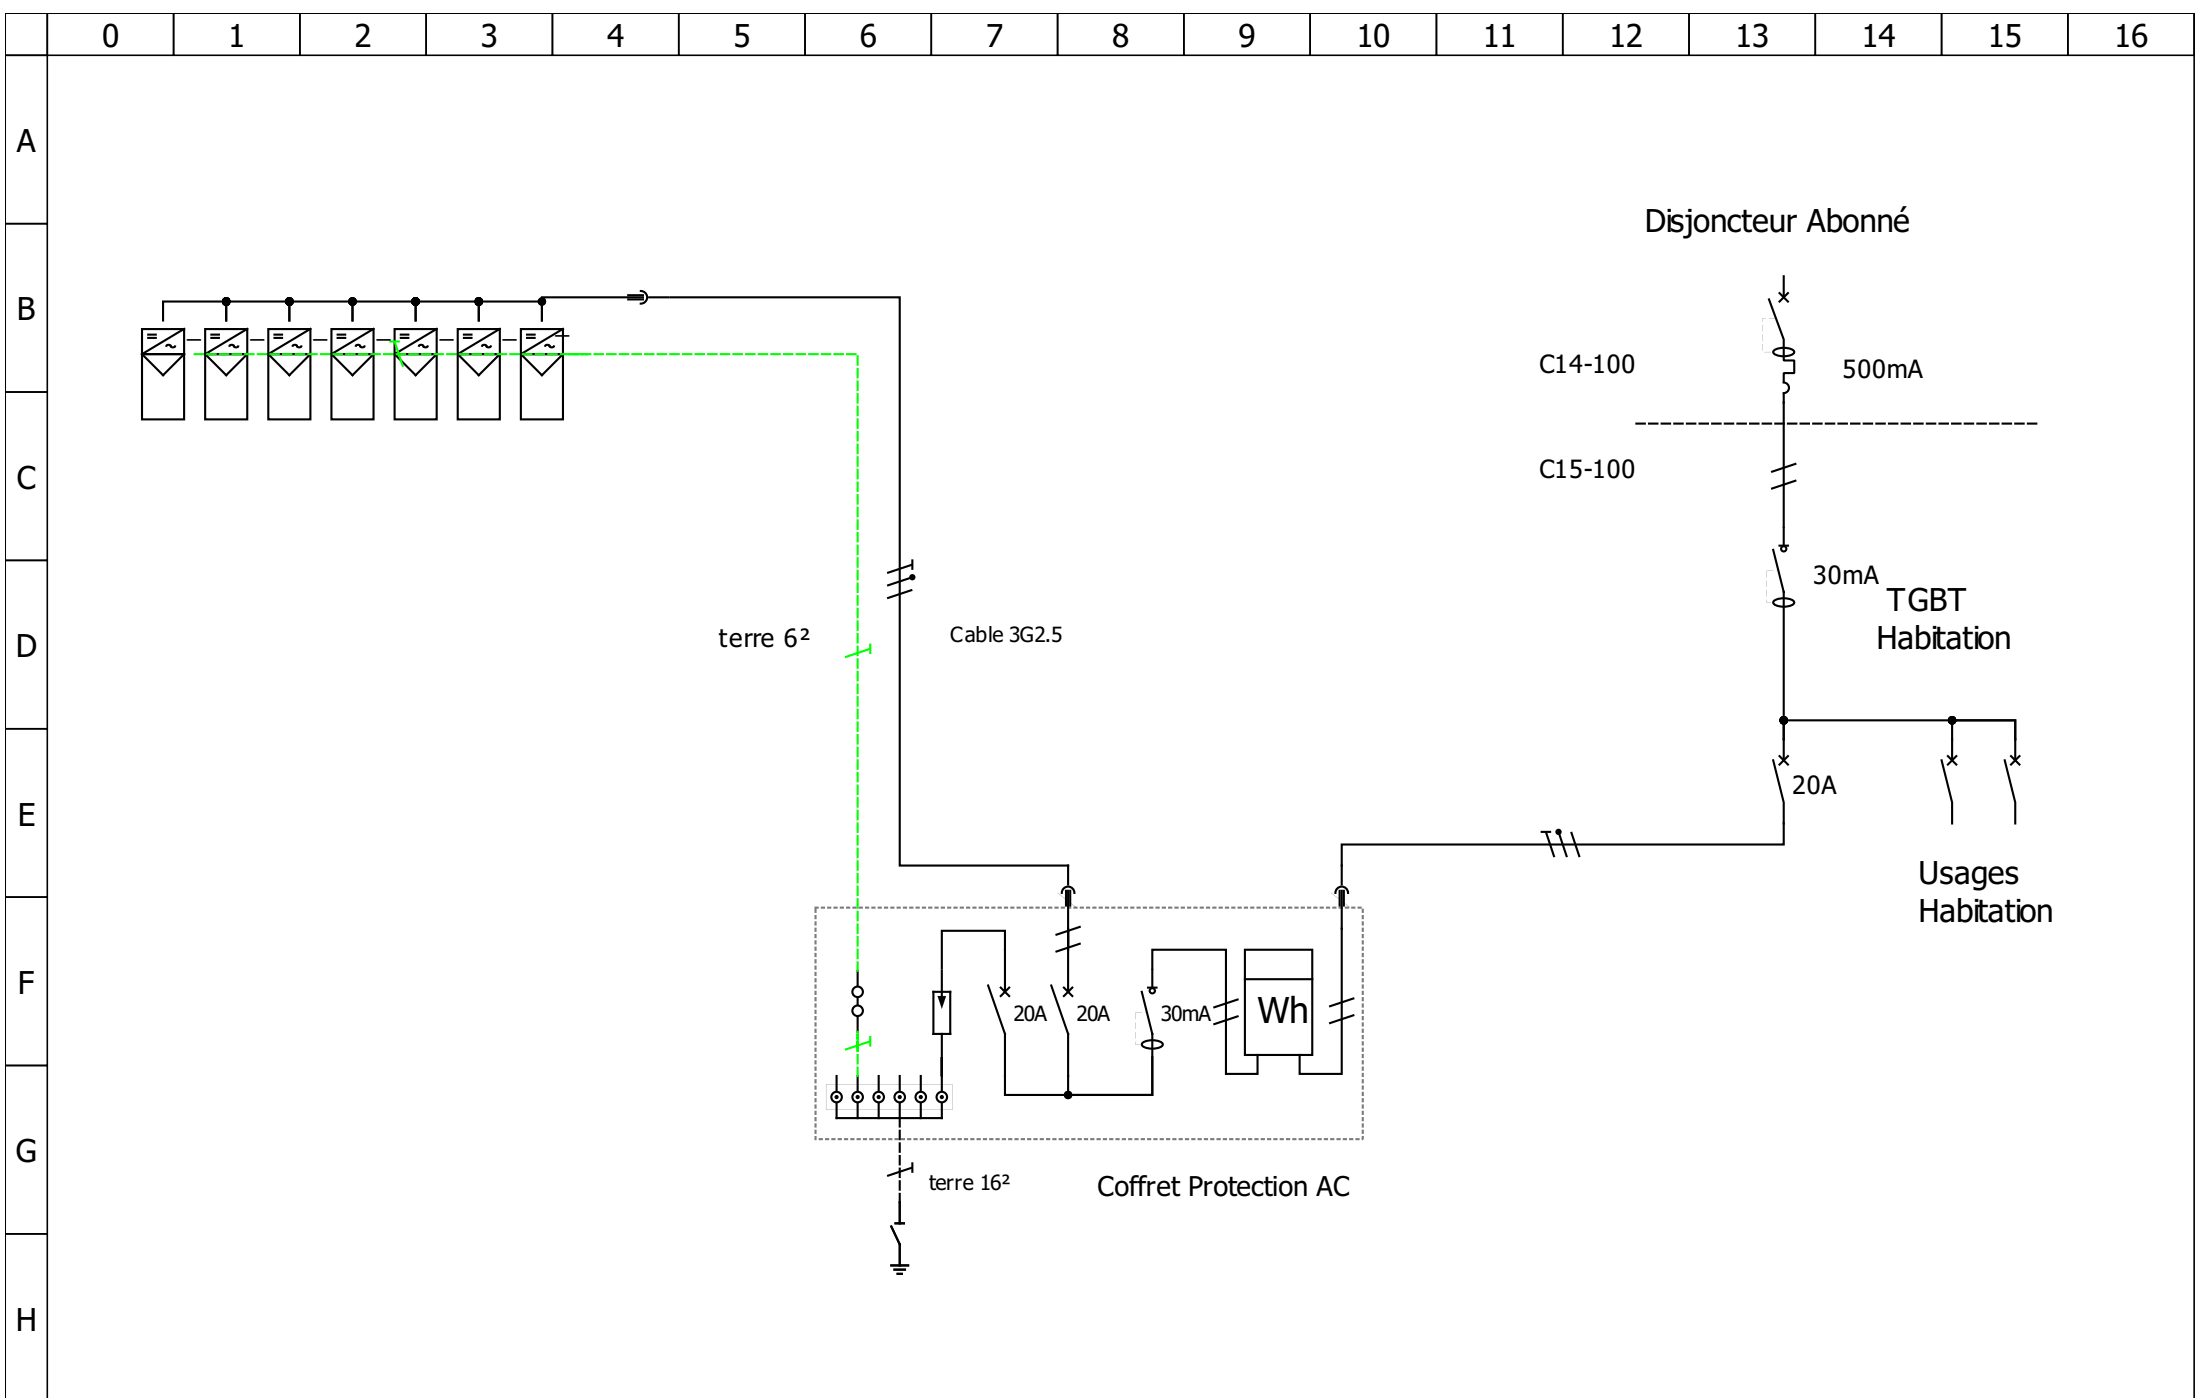 0 1 2 3 4 5 6 7 8 9 10 11 12 13 14 15 16
A
Disjoncteur Abonné
B
C14-100
500mA
C
C15-100
30mA
TGBT
Habitation
D
terre 6²
Cable 3G2.5
20A
E
Usages
Habitation
F
20A
20A
30mA
Wh
G
terre 16²
Coffret Protection AC
H